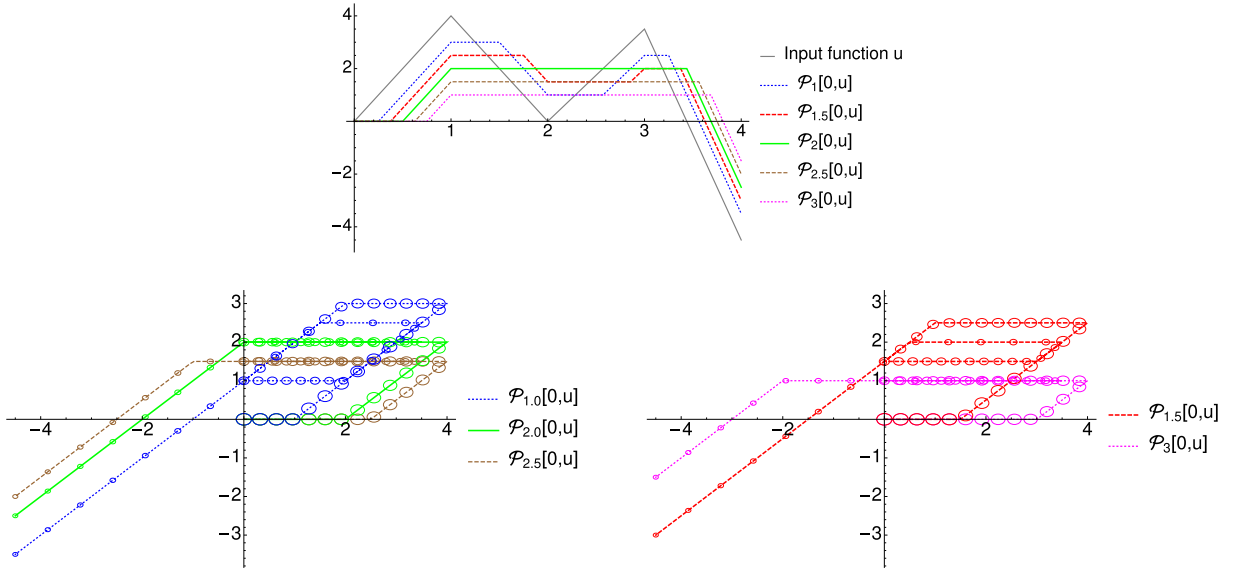 4
2
-2
-4
1
2
3
4
Input function u
𝒫₁[0,u]
𝒫₁.₅[0,u]
𝒫₂[0,u]
𝒫₂.₅[0,u]
𝒫₃[0,u]
3
2
1
-1
-2
-3
-4
-2
2
4
𝒫₁.₀[0,u]
𝒫₂.₀[0,u]
𝒫₂.₅[0,u]
3
2
1
-1
-2
-3
-4
-2
2
4
𝒫₁.₅[0,u]
𝒫₃[0,u]